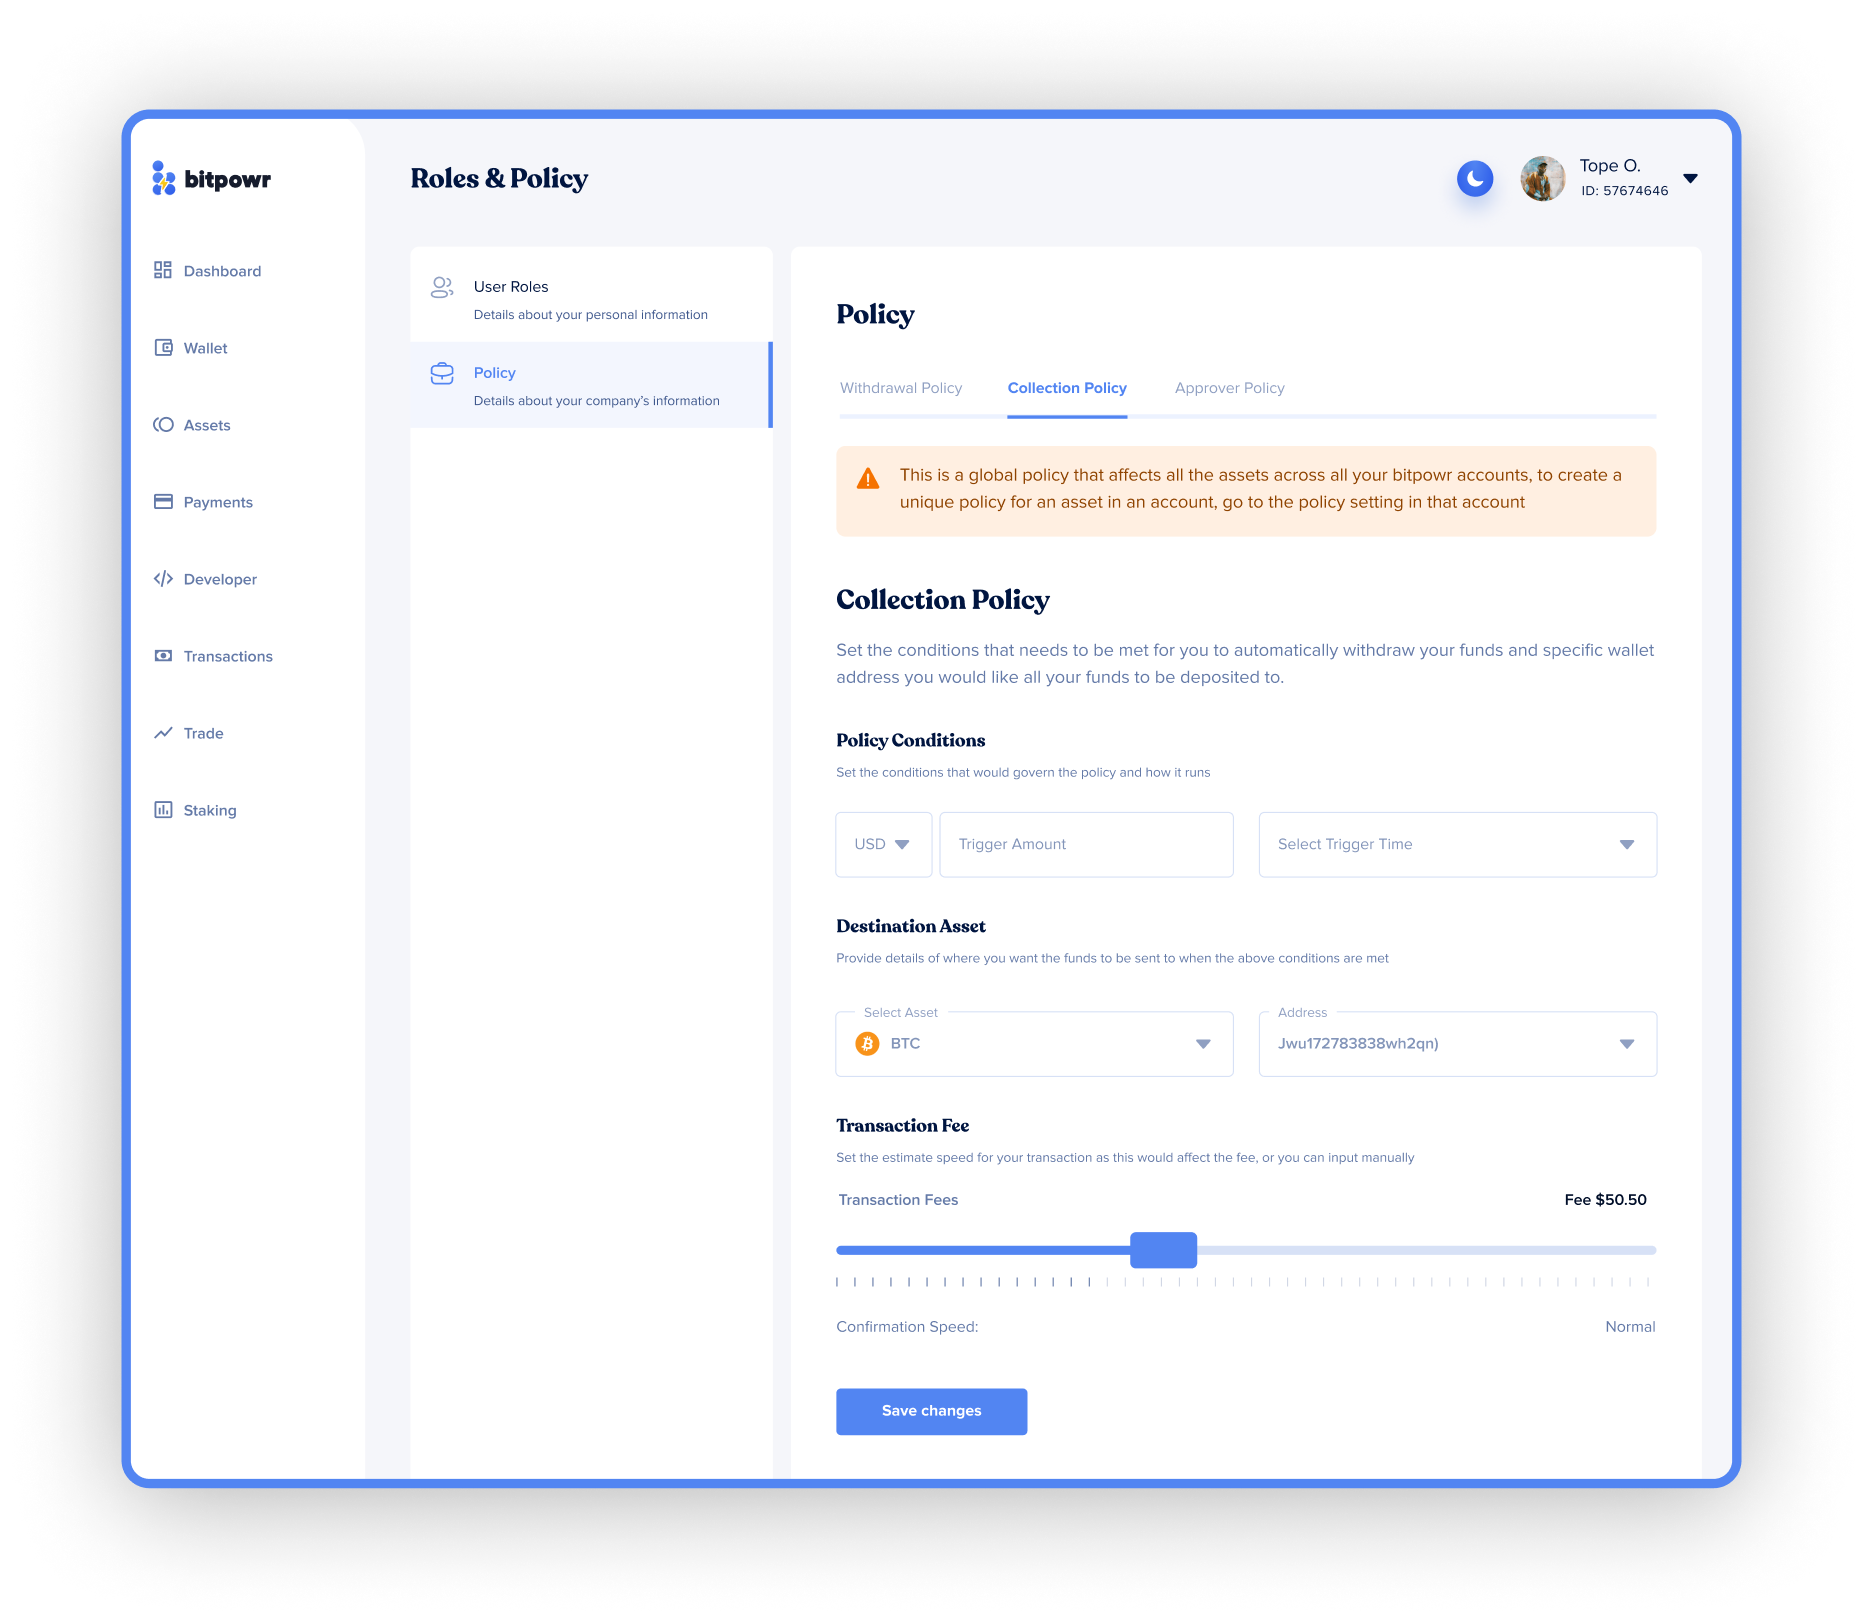 bitpowr
Roles & Policy
Tope O.
ID: 57674646
Dashboard
Wallet
Assets
Payments
Developer
Transactions
Trade
Staking
User Roles
Details about your personal information
Policy
Details about your company's information
Policy
Withdrawal Policy
Collection Policy
Approver Policy
This is a global policy that affects all the assets across all your bitpowr accounts, to create a
unique policy for an asset in an account, go to the policy setting in that account
Collection Policy
Set the conditions that needs to be met for you to automatically withdraw your funds and specific wallet
address you would like all your funds to be deposited to.
Policy Conditions
Set the conditions that would govern the policy and how it runs
USD
Trigger Amount
Select Trigger Time
Destination Asset
Provide details of where you want the funds to be sent to when the above conditions are met
Select Asset
BTC
Address
Jwu172783838wh2qn)
Transaction Fee
Set the estimate speed for your transaction as this would affect the fee, or you can input manually
Transaction Fees
Fee $50.50
Confirmation Speed:
Normal
Save changes